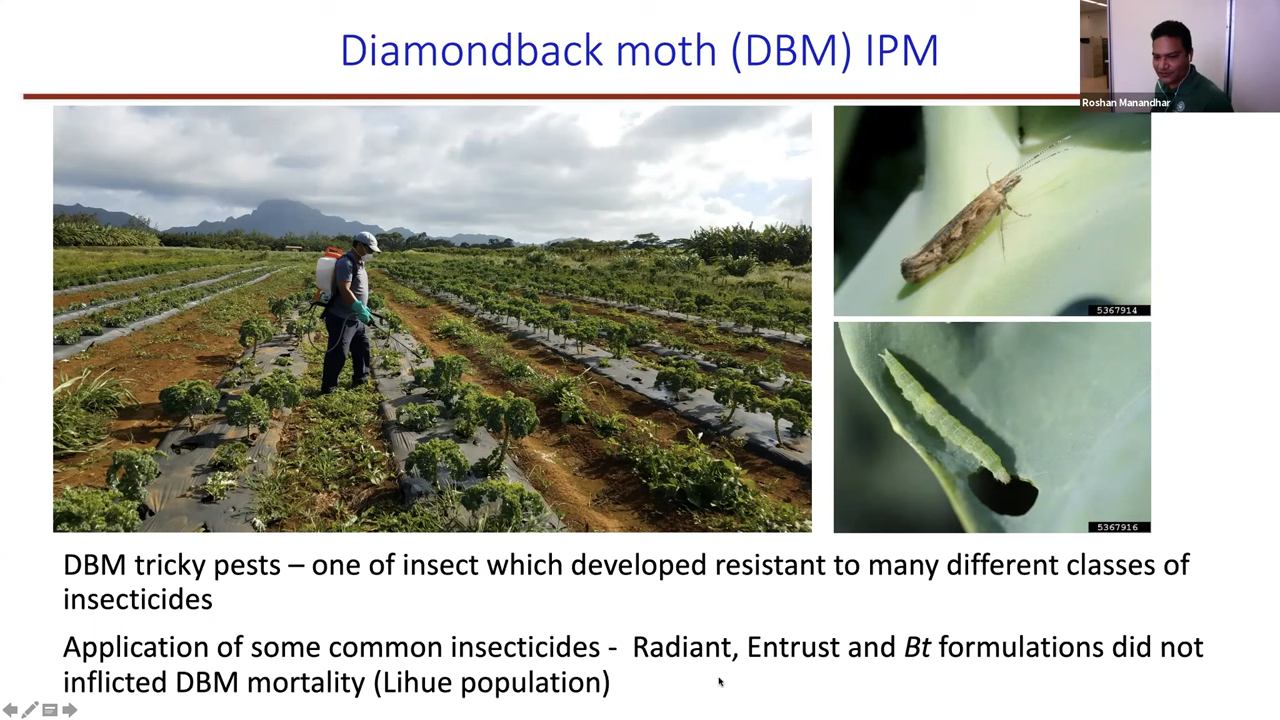 Diamondback moth (DBM) IPM
Roshan Manandhar
5367914
5367916
DBM tricky pests – one of insect which developed resistant to many different classes of
insecticides
Application of some common insecticides -  Radiant, Entrust and Bt formulations did not
inflicted DBM mortality (Lihue population)